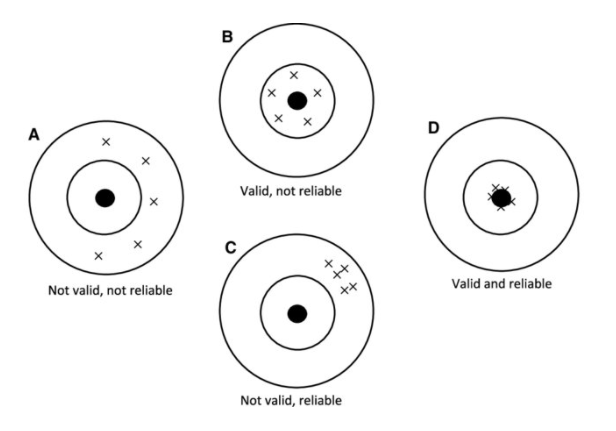 A
Not valid, not reliable
B
Valid, not reliable
C
Not valid, reliable
D
Valid and reliable